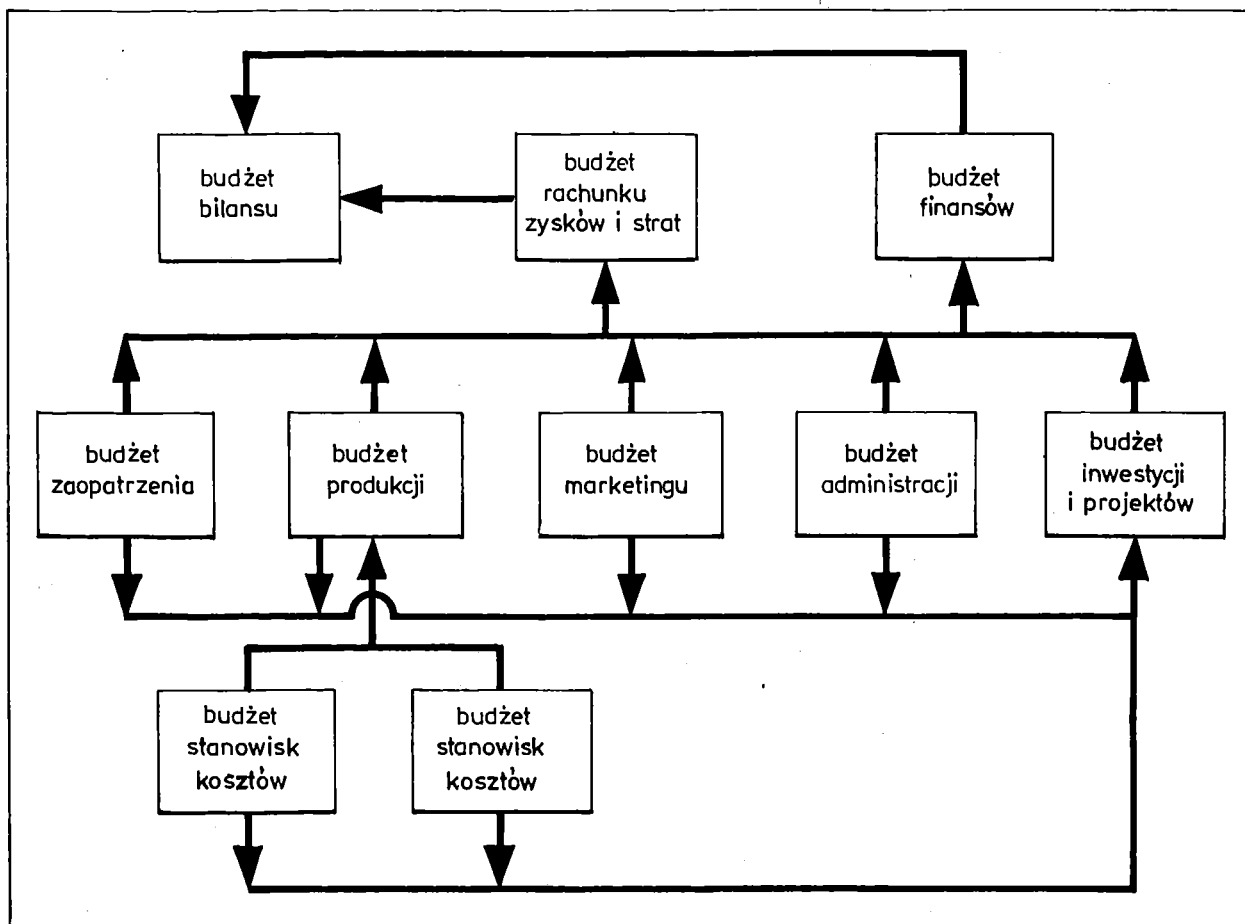 budżet
bilansu
budżet
rachunku
zysków i strat
budżet
finansów
budżet
zaopatrzenia
budżet
produkcji
budżet
marketingu
budżet
administracji
budżet
inwestycji
i projektów
budżet
stanowisk
kosztów
budżet
stanowisk
kosztów